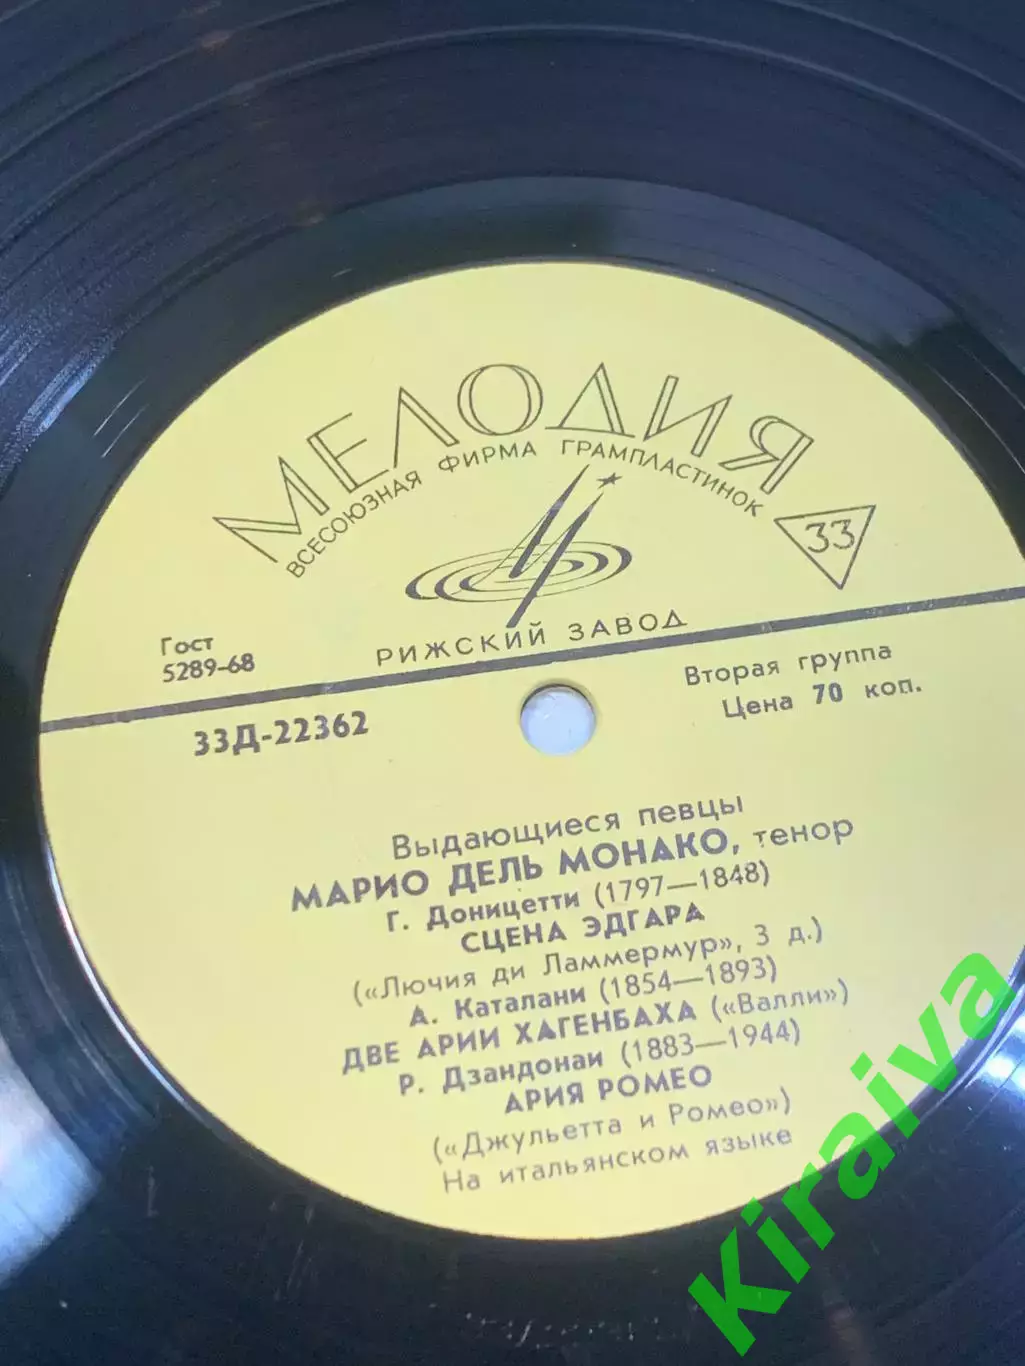 МЕЛОДИЯ
ВСЕСОЮЗНАЯ ФИРМА ГРАМПЛАСТИНОК
33
РИЖСКИЙ ЗАВОД
Гост
5289-68
Вторая группа
Цена 70 коп.
33Д-22362
Выдающиеся певцы
МАРИО ДЕЛЬ МОНАКО, тенор
Г. Доницетти (1797—1848)
СЦЕНА ЭДГАРА
(«Лючия ди Ламмермур», 3 д.)
А. Каталани (1854—1893)
ДВЕ АРИИ ХАГЕНБАХА («Валли»)
Р. Дзандонаи (1883—1944)
АРИЯ РОМЕО
(«Джульетта и Ромео»)
На итальянском языке
Kiraiva